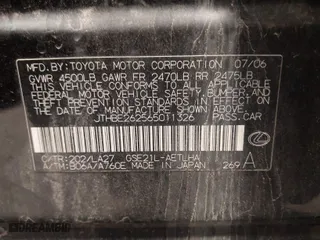 MFD.BY:TOYOTA MOTOR CORPORATION 07/06
GVWR 4500LB GAWR FR 2470LB RR 2475LB
THIS VEHICLE CONFORMS TO ALL APPLICABLE
FEDERAL MOTOR VEHICLE SAFETY, BUMPER, AND
THEFT PREVENTION STANDARDS IN EFFECT ON
THE DATE OF MANUFACTURE SHOWN ABOVE.
JTHBE262565011326 PASS.CAR
C/TR:202/LA27 GSE21L-AETLHA
A/TM:B06A/A760E MADE IN JAPAN 269 A